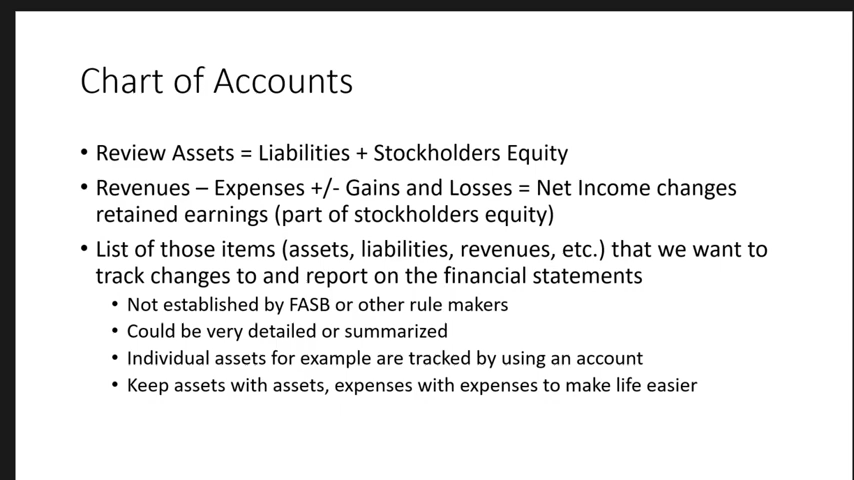 Chart of Accounts
• Review Assets = Liabilities + Stockholders Equity
• Revenues – Expenses +/- Gains and Losses = Net Income changes
retained earnings (part of stockholders equity)
• List of those items (assets, liabilities, revenues, etc.) that we want to
track changes to and report on the financial statements
• Not established by FASB or other rule makers
• Could be very detailed or summarized
• Individual assets for example are tracked by using an account
• Keep assets with assets, expenses with expenses to make life easier